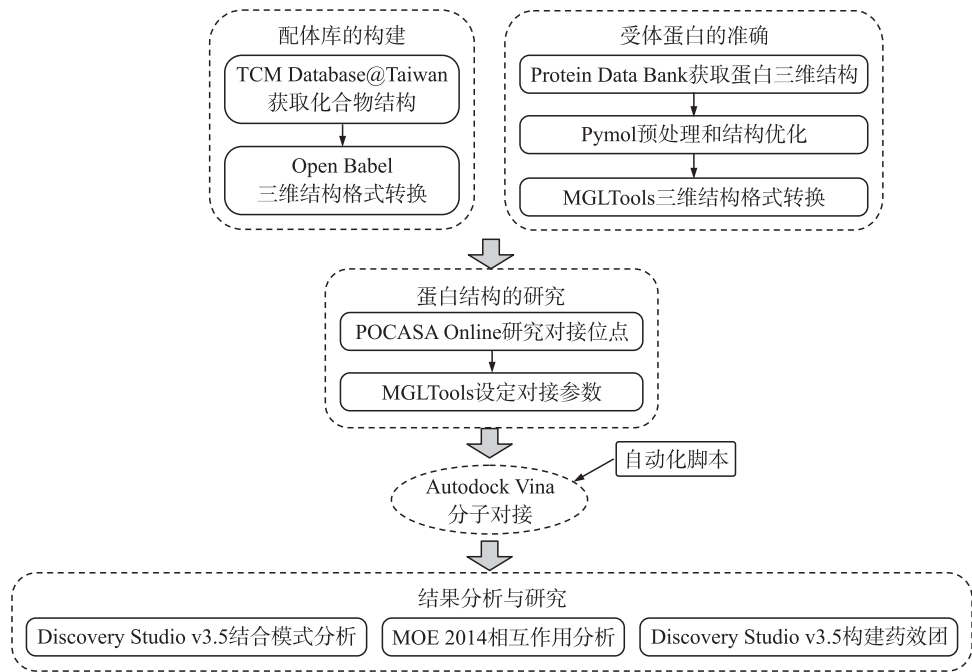 配体库的构建
TCM Database@Taiwan
获取化合物结构
Open Babel
三维结构格式转换
受体蛋白的准确
Protein Data Bank获取蛋白三维结构
Pymol预处理和结构优化
MGLTools三维结构格式转换
蛋白结构的研究
POCASA Online研究对接位点
MGLTools设定对接参数
自动化脚本
Autodock Vina
分子对接
结果分析与研究
Discovery Studio v3.5结合模式分析
MOE 2014相互作用分析
Discovery Studio v3.5构建药效团